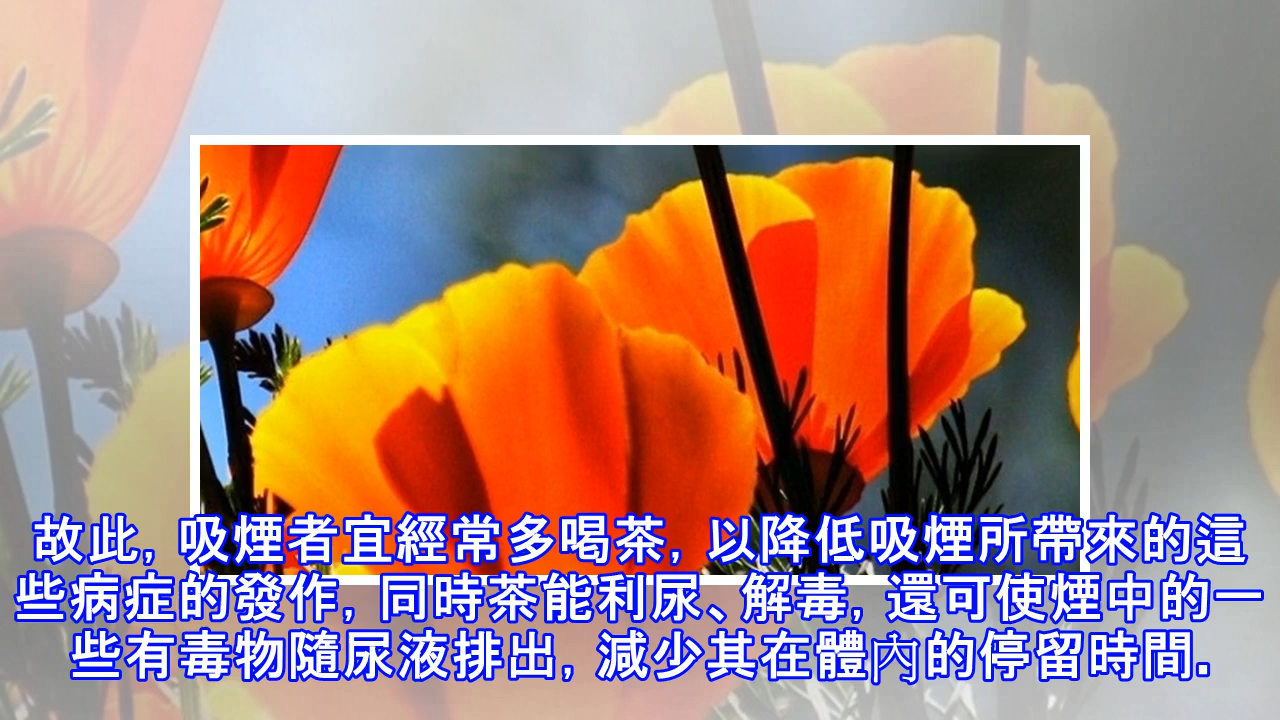 故此, 吸煙者宜經常多喝茶, 以降低吸煙所帶來的這
些病症的發作, 同時茶能利尿、解毒, 還可使煙中的一
些有毒物隨尿液排出, 減少其在體內的停留時間.